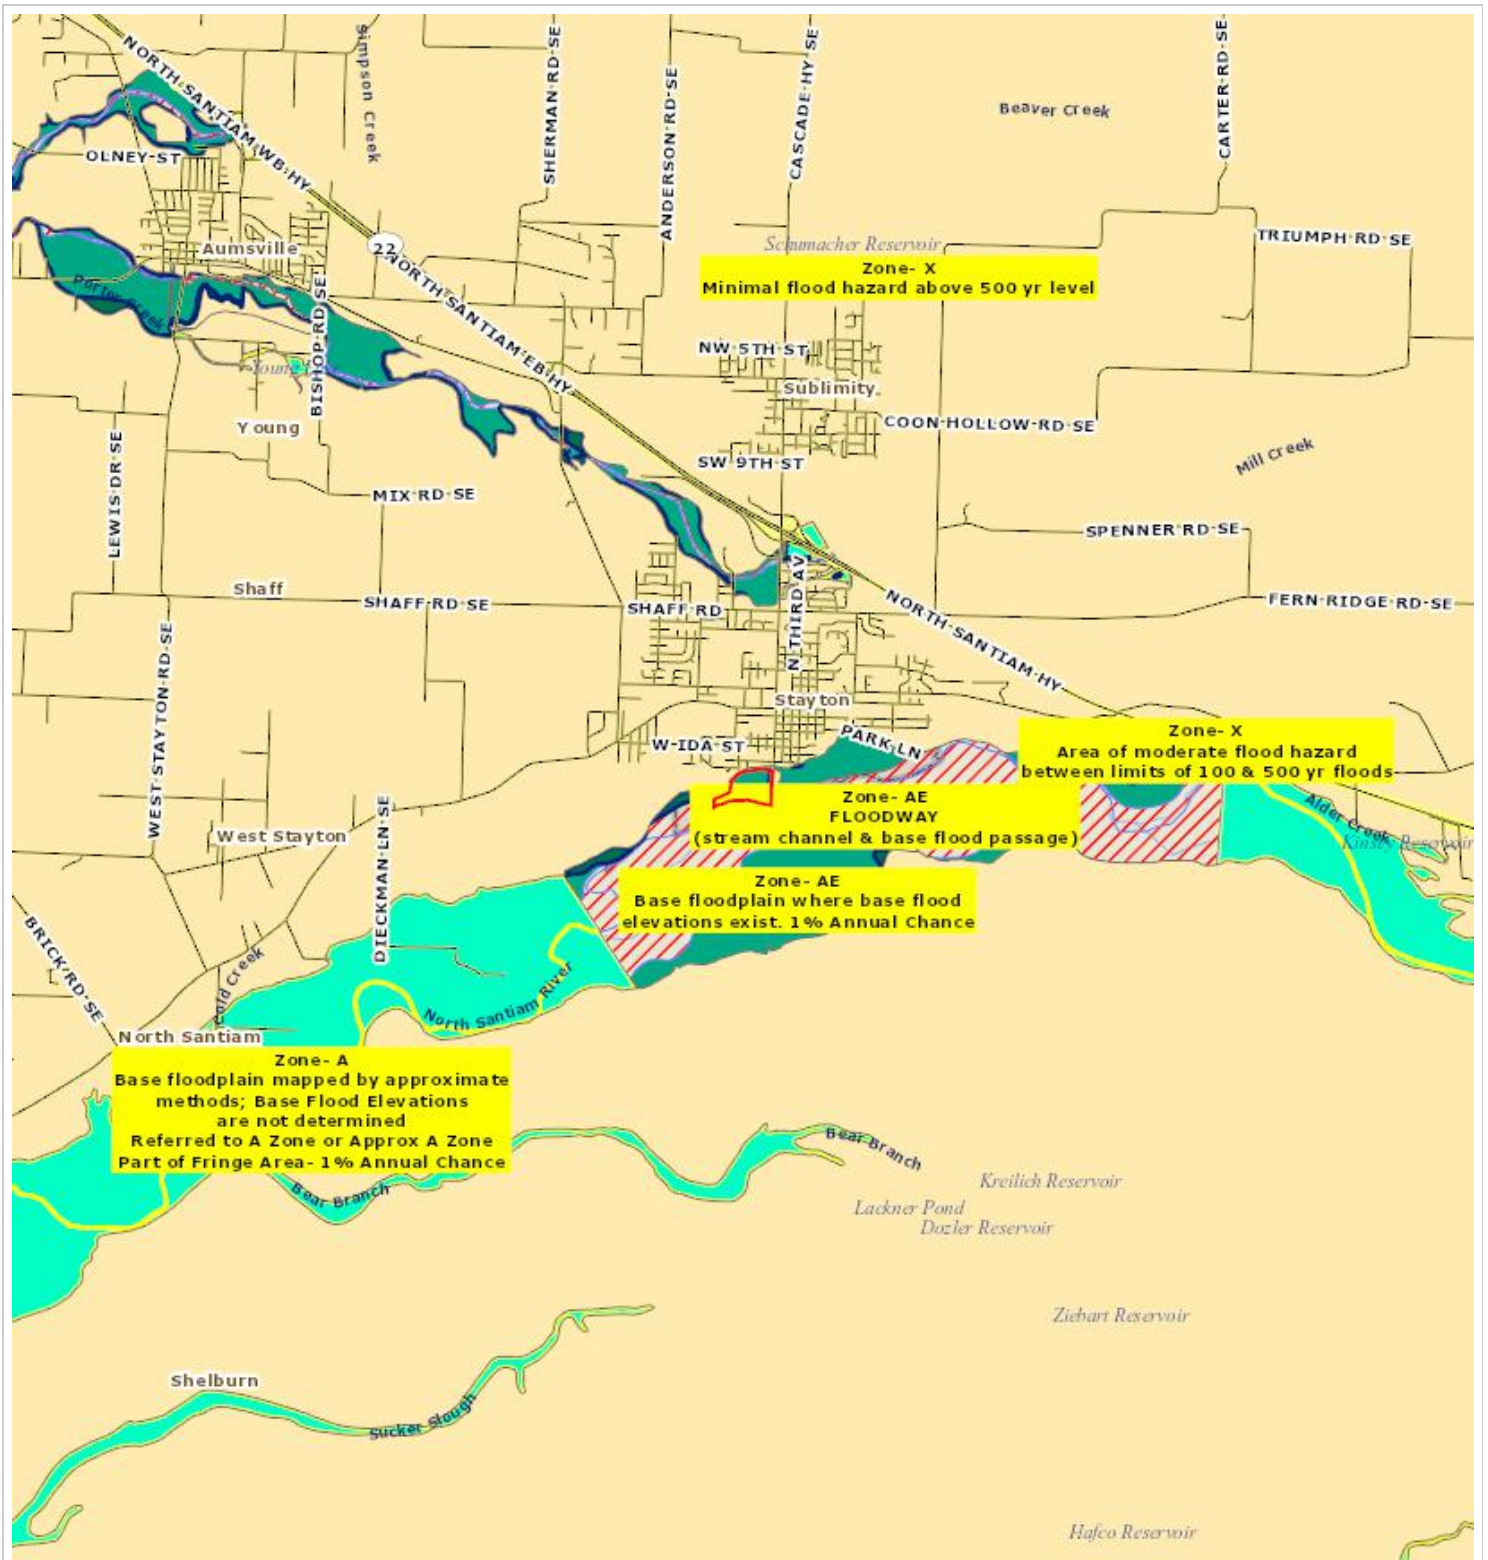 NORTH-SANTIAM-WB-HY
Simpson Creek
SHERMAN-RD-SE
ANDERSON-RD-SE
CASCADE-HY-SE
CARTER-RD-SE
Beaver Creek
OLNEY-ST
Aumsville
22
Schumacher Reservoir
TRIUMPH RD SE
Zone- X
Minimal flood hazard above 500 yr level
Porter Creek
BISHOP-RD-SE
NORTH-SANTIAM-EB-HY
NW-5TH-ST
Young
Sublimity
Young
COON-HOLLOW-RD-SE
LEWIS-DR-SE
SW 9TH-ST
Mill Creek
MIX-RD-SE
SPENNER-RD-SE
Shaff
SHAFF-RD-SE
SHAFF-RD
N-THIRD-AV
NORTH-SANTIAM-HY
FERN-RIDGE-RD-SE
WEST-STAYTON-RD-SE
Stayton
W-IDA-ST
PARK-LN
Zone- X
Area of moderate flood hazard
between limits of 100 & 500 yr floods
Zone- AE
FLOODWAY
(stream channel & base flood passage)
Alder Creek
Kinsey Reservoir
West Stayton
DIECKMAN-LN-SE
Zone- AE
Base floodplain where base flood
elevations exist. 1% Annual Chance
BRICK-RD-SE
Cold Creek
North Santiam River
North Santiam
Zone- A
Base floodplain mapped by approximate
methods; Base Flood Elevations
are not determined
Referred to A Zone or Approx A Zone
Part of Fringe Area- 1% Annual Chance
Bear Branch
Bear Branch
Kreilich Reservoir
Lackner Pond
Dozler Reservoir
Ziebart Reservoir
Shelburn
Sucker Slough
Hafco Reservoir